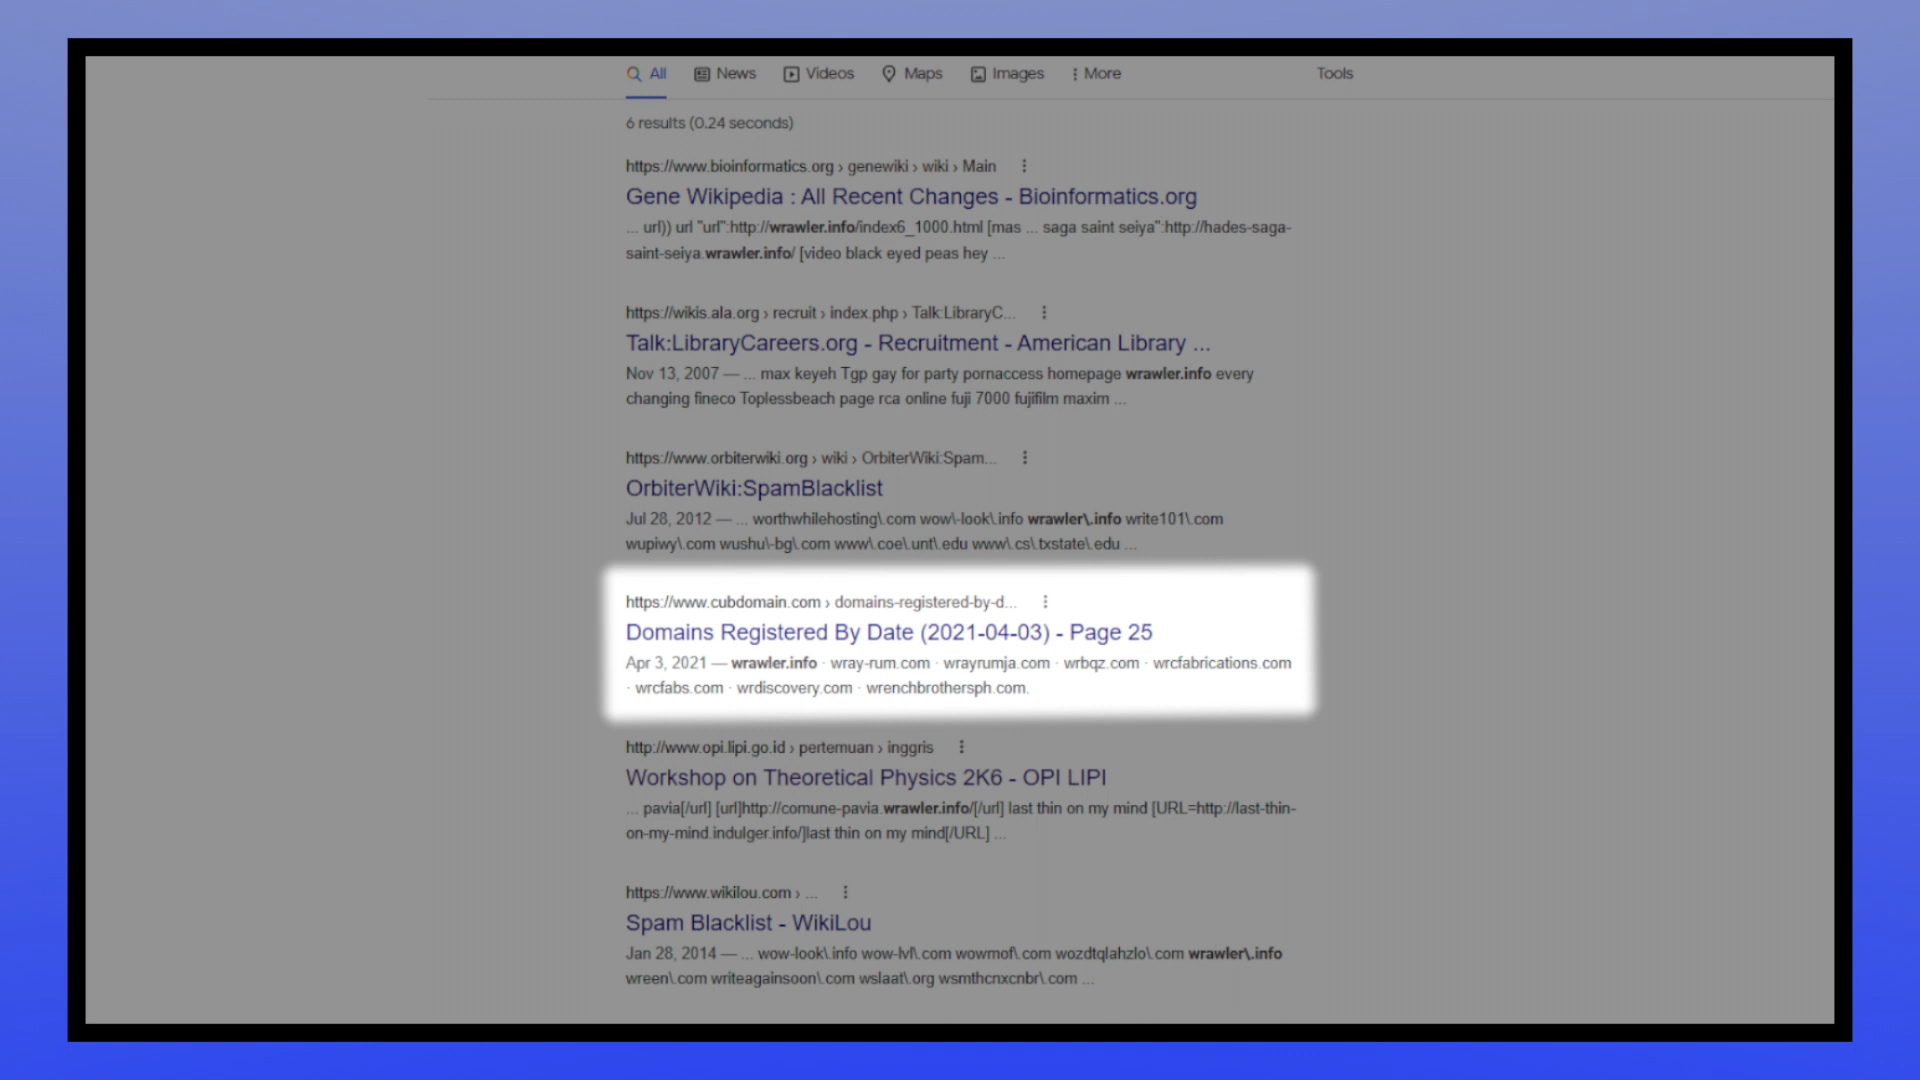 All News Videos Maps Images More Tools
6 results (0.24 seconds)
https://www.bioinformatics.org › genewiki › wiki › Main
Gene Wikipedia : All Recent Changes - Bioinformatics.org
... url)) url "url":http://wrawler.info/index6_1000.html [mas ... saga saint seiya":http://hades-saga-
saint-seiya.wrawler.info/ [video black eyed peas hey ...
https://wikis.ala.org › recruit › index.php › Talk:LibraryC...
Talk:LibraryCareers.org - Recruitment - American Library ...
Nov 13, 2007 — ... max keyeh Tgp gay for party pornaccess homepage wrawler.info every
changing fineco Toplessbeach page rca online fuji 7000 fujifilm maxim ...
https://www.orbiterwiki.org › wiki › OrbiterWiki:Spam...
OrbiterWiki:SpamBlacklist
Jul 28, 2012 — ... worthwhilehosting\.com wow\-look\.info wrawler\.info write101\.com
wupiwy\.com wushu\-bg\.com www\.coe\.unt\.edu www\.cs\.txstate\.edu ...
https://www.cubdomain.com › domains-registered-by-d...
Domains Registered By Date (2021-04-03) - Page 25
Apr 3, 2021 — wrawler.info · wray-rum.com · wrayrumja.com · wrbqz.com · wrcfabrications.com
· wrcfabs.com · wrdiscovery.com · wrenchbrothersph.com.
http://www.opi.lipi.go.id › pertemuan › inggris
Workshop on Theoretical Physics 2K6 - OPI LIPI
... pavia[/url] [url]http://comune-pavia.wrawler.info/[/url] last thin on my mind [URL=http://last-thin-
on-my-mind.indulger.info/]last thin on my mind[/URL] ...
https://www.wikilou.com › ...
Spam Blacklist - WikiLou
Jan 28, 2014 — ... wow-look\.info wow-lvl\.com wowmof\.com wozdtqlahzlo\.com wrawler\.info
wreen\.com writeagainsoon\.com wslaat\.org wsmthcnxcnbr\.com ...